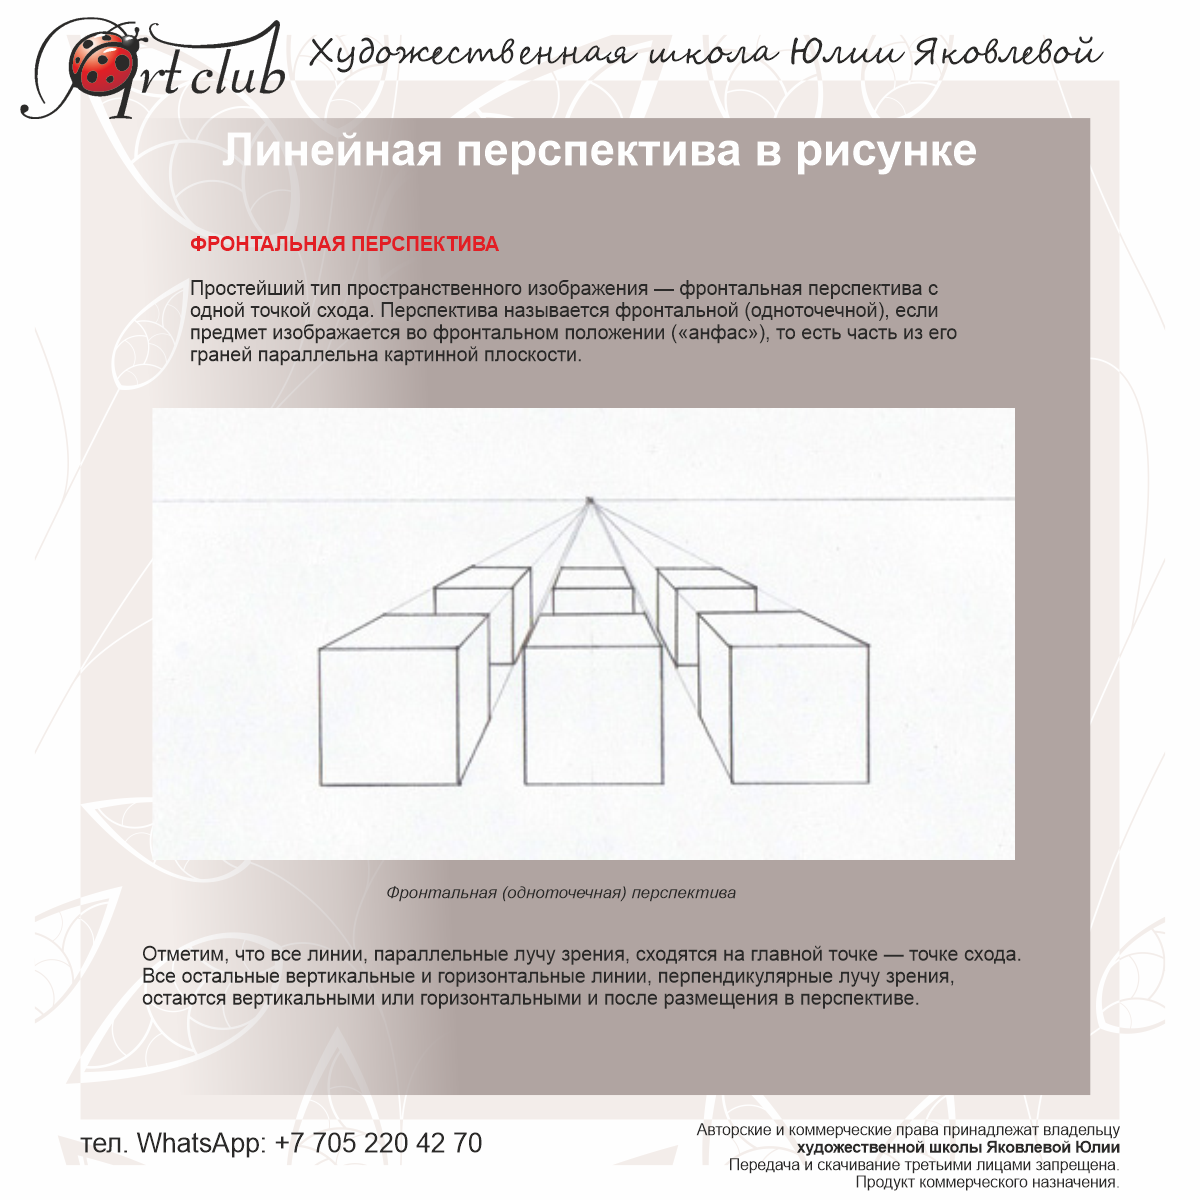 Art club
Художественная школа Юлии Яковлевой
Линейная перспектива в рисунке
ФРОНТАЛЬНАЯ ПЕРСПЕКТИВА
Простейший тип пространственного изображения — фронтальная перспектива с
одной точкой схода. Перспектива называется фронтальной (одноточечной), если
предмет изображается во фронтальном положении («анфас»), то есть часть из его
граней параллельна картинной плоскости.
Фронтальная (одноточечная) перспектива
Отметим, что все линии, параллельные лучу зрения, сходятся на главной точке — точке схода.
Все остальные вертикальные и горизонтальные линии, перпендикулярные лучу зрения,
остаются вертикальными или горизонтальными и после размещения в перспективе.
тел. WhatsApp: +7 705 220 42 70
Авторские и коммерческие права принадлежат владельцу
художественной школы Яковлевой Юлии
Передача и скачивание третьими лицами запрещена.
Продукт коммерческого назначения.